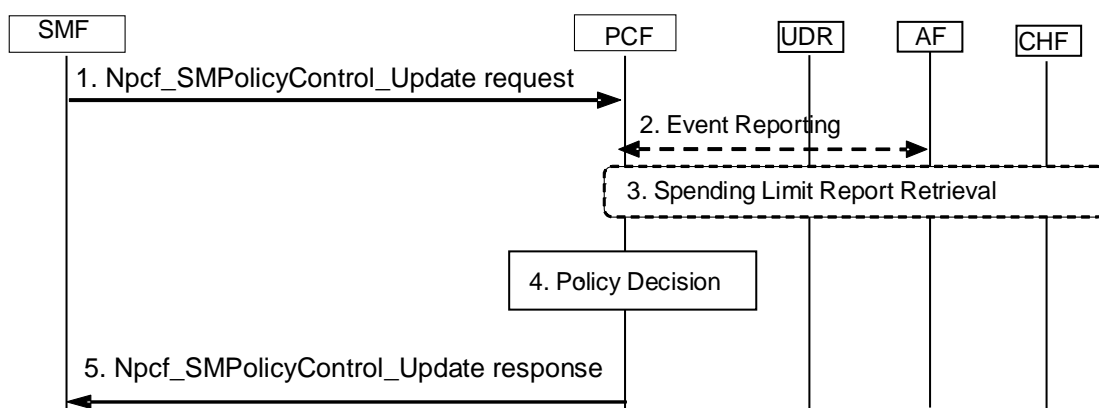 SMF
PCF
UDR
AF
CHF
1. Npcf_SMPolicyControl_Update request
2. Event Reporting
3. Spending Limit Report Retrieval
4. Policy Decision
5. Npcf_SMPolicyControl_Update response